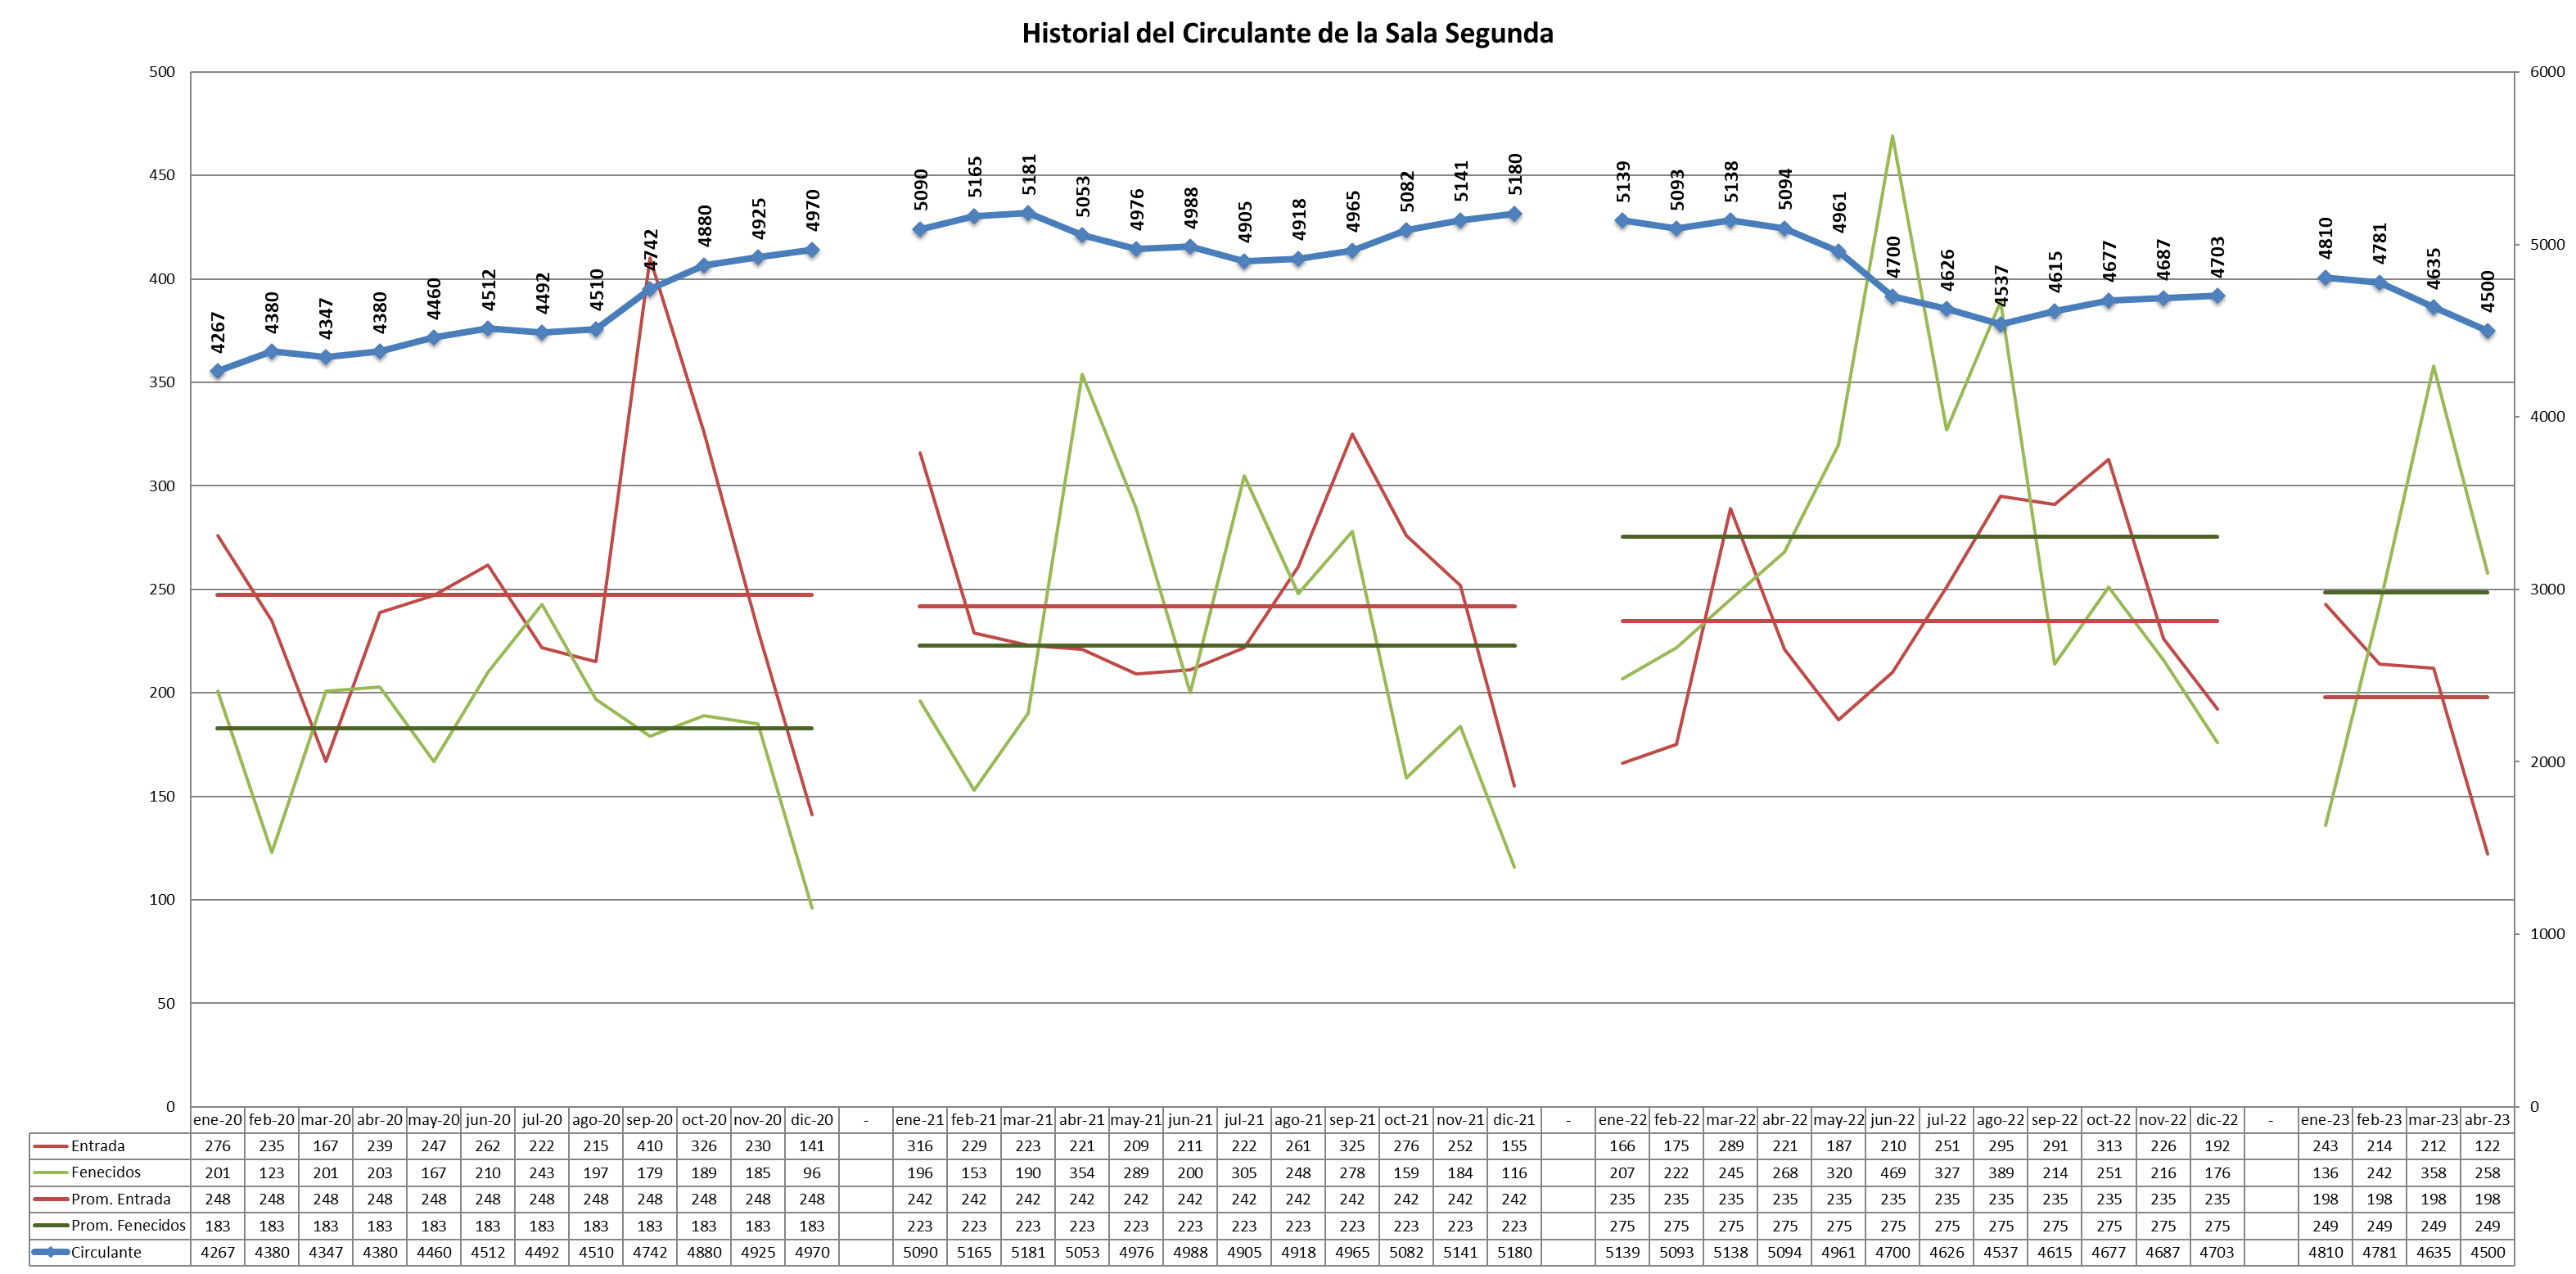 Historial del Circulante de la Sala Segunda
500
450
400
350
300
250
200
150
100
50
0
6000
5000
4000
3000
2000
1000
0
4267 4380 4347 4380 4460 4512 4492 4510 4742 4880 4925 4970 5090 5165 5181 5053 4976 4988 4905 4918 4965 5082 5141 5180 5139 5093 5138 5094 4961 4700 4626 4537 4615 4677 4687 4703 4810 4781 4635 4500
ene-20 feb-20 mar-20 abr-20 may-20 jun-20 jul-20 ago-20 sep-20 oct-20 nov-20 dic-20 - ene-21 feb-21 mar-21 abr-21 may-21 jun-21 jul-21 ago-21 sep-21 oct-21 nov-21 dic-21 - ene-22 feb-22 mar-22 abr-22 may-22 jun-22 jul-22 ago-22 sep-22 oct-22 nov-22 dic-22 - ene-23 feb-23 mar-23 abr-23
Entrada 276 235 167 239 247 262 222 215 410 326 230 141 316 229 223 221 209 211 222 261 325 276 252 155 166 175 289 221 187 210 251 295 291 313 226 192 243 214 212 122
Fenecidos 201 123 201 203 167 210 243 197 179 189 185 96 196 153 190 354 289 200 305 248 278 159 184 116 207 222 245 268 320 469 327 389 214 251 216 176 136 242 358 258
Prom. Entrada 248 248 248 248 248 248 248 248 248 248 248 248 242 242 242 242 242 242 242 242 242 242 242 242 235 235 235 235 235 235 235 235 235 235 235 235 198 198 198 198
Prom. Fenecidos 183 183 183 183 183 183 183 183 183 183 183 183 223 223 223 223 223 223 223 223 223 223 223 223 275 275 275 275 275 275 275 275 275 275 275 275 249 249 249 249
Circulante 4267 4380 4347 4380 4460 4512 4492 4510 4742 4880 4925 4970 5090 5165 5181 5053 4976 4988 4905 4918 4965 5082 5141 5180 5139 5093 5138 5094 4961 4700 4626 4537 4615 4677 4687 4703 4810 4781 4635 4500